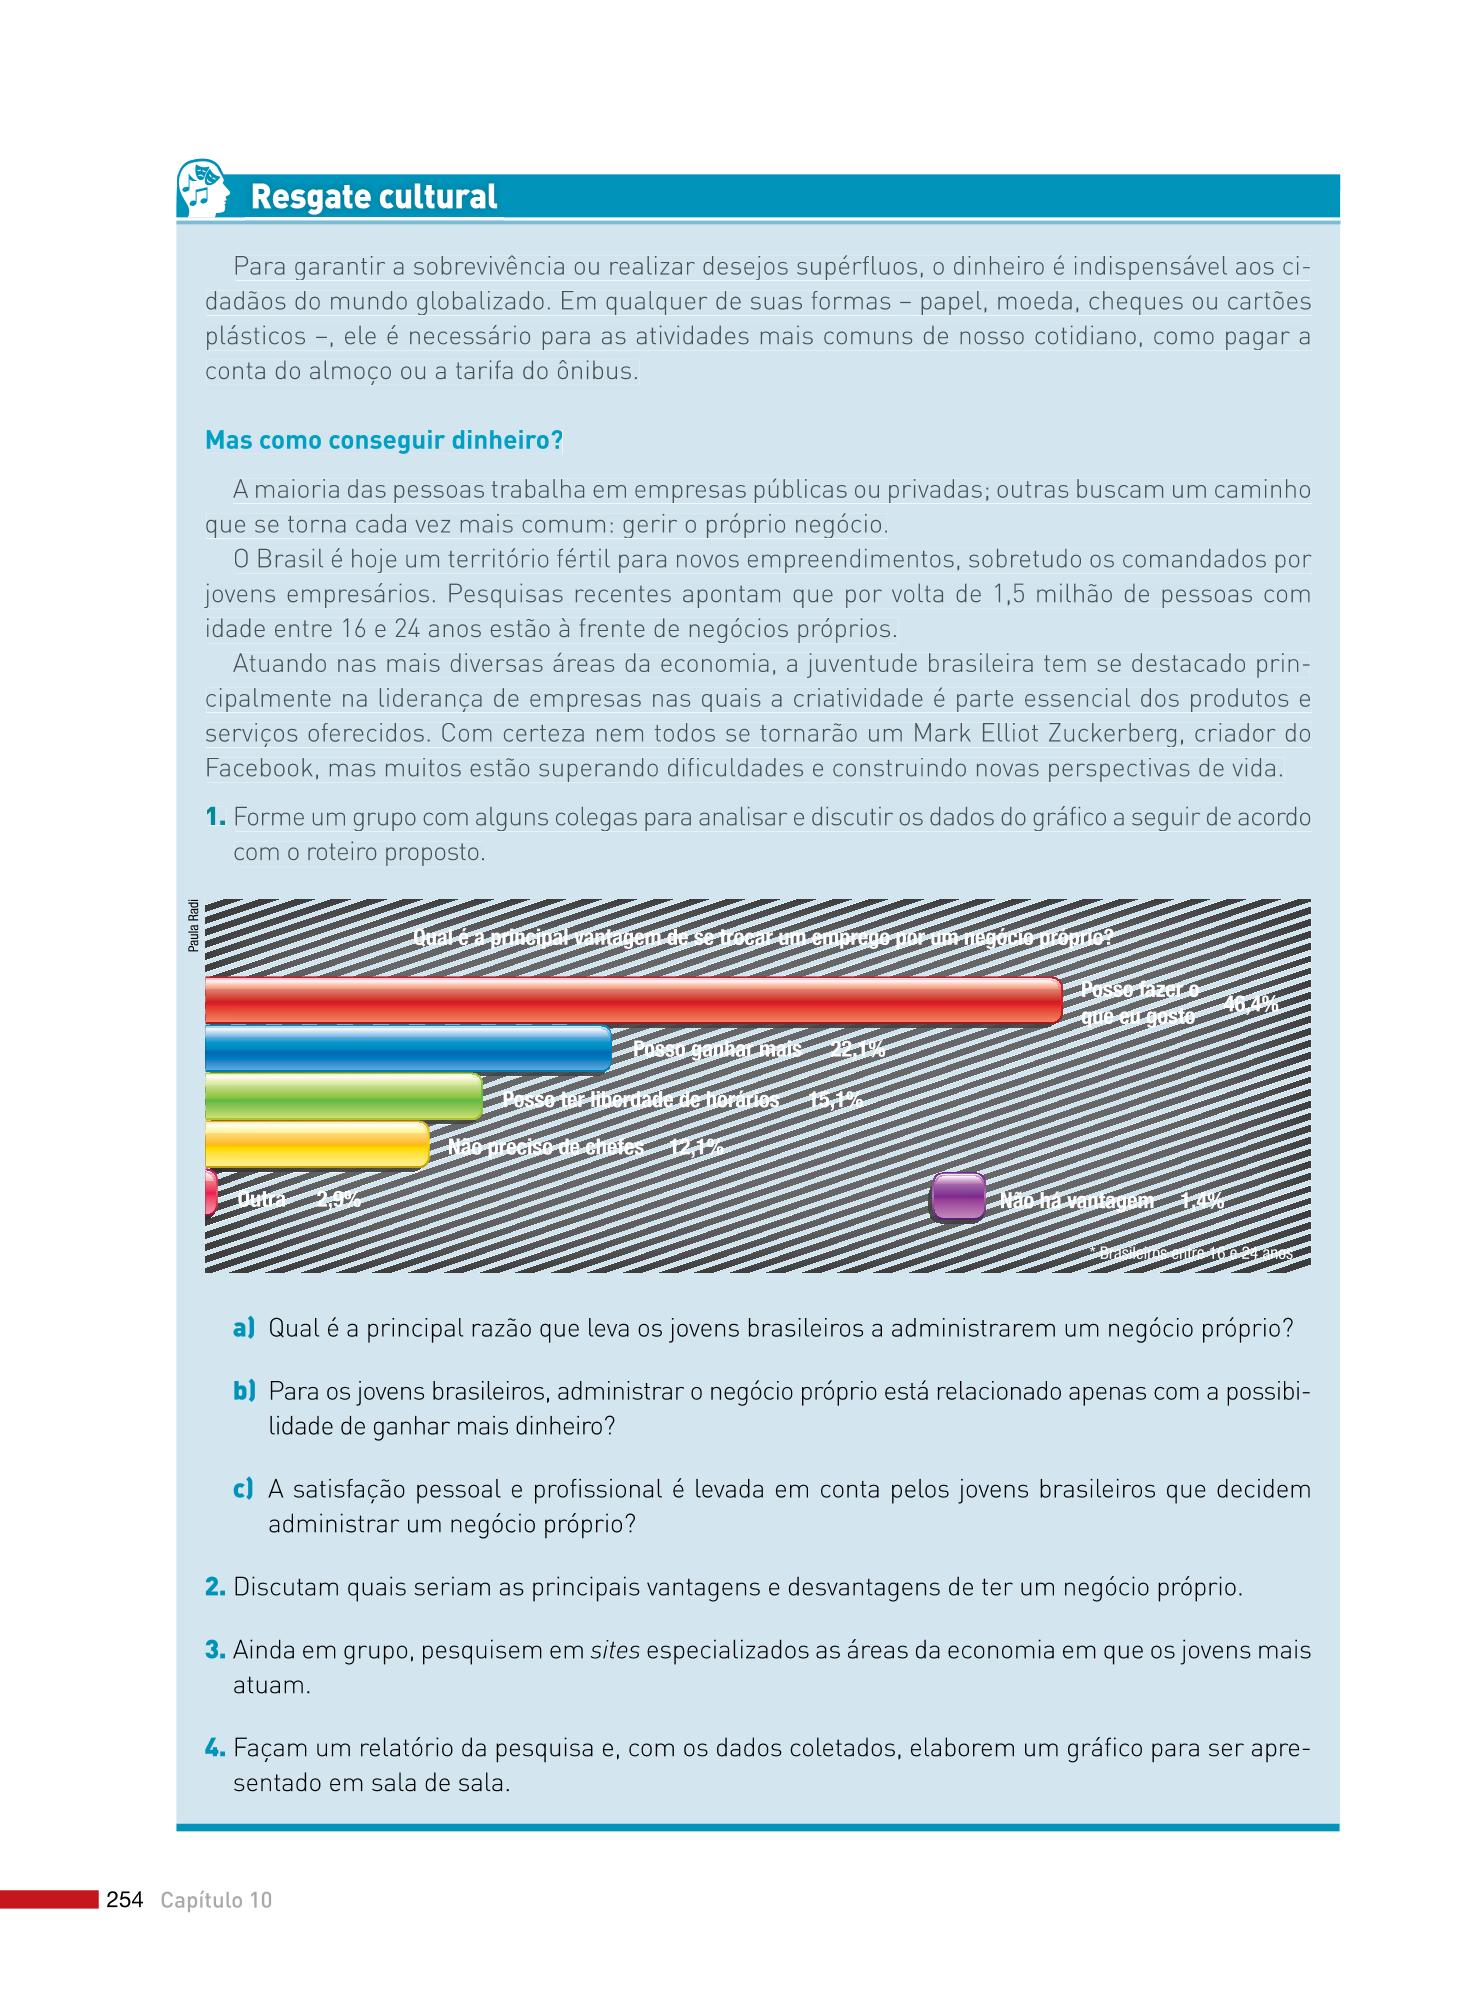 Resgate cultural
Para garantir a sobrevivência ou realizar desejos supérfluos, o dinheiro é indispensável aos ci-
dadãos do mundo globalizado. Em qualquer de suas formas – papel, moeda, cheques ou cartões
plásticos –, ele é necessário para as atividades mais comuns de nosso cotidiano, como pagar a
conta do almoço ou a tarifa do ônibus.
Mas como conseguir dinheiro?
A maioria das pessoas trabalha em empresas públicas ou privadas; outras buscam um caminho
que se torna cada vez mais comum: gerir o próprio negócio.
O Brasil é hoje um território fértil para novos empreendimentos, sobretudo os comandados por
jovens empresários. Pesquisas recentes apontam que por volta de 1,5 milhão de pessoas com
idade entre 16 e 24 anos estão à frente de negócios próprios.
Atuando nas mais diversas áreas da economia, a juventude brasileira tem se destacado prin-
cipalmente na liderança de empresas nas quais a criatividade é parte essencial dos produtos e
serviços oferecidos. Com certeza nem todos se tornarão um Mark Elliot Zuckerberg, criador do
Facebook, mas muitos estão superando dificuldades e construindo novas perspectivas de vida.
1. Forme um grupo com alguns colegas para analisar e discutir os dados do gráfico a seguir de acordo
com o roteiro proposto.
Paula Radi
Qual é a principal vantagem de se trocar um emprego por um negócio próprio?
Posso fazer o
que eu gosto 46,4%
Posso ganhar mais 22,1%
Posso ter liberdade de horários 15,1%
Não preciso de chefes 12,1%
Outra 2,9%
Não há vantagem 1,4%
* Brasileiros entre 16 e 24 anos.
a) Qual é a principal razão que leva os jovens brasileiros a administrarem um negócio próprio?
b) Para os jovens brasileiros, administrar o negócio próprio está relacionado apenas com a possibi-
lidade de ganhar mais dinheiro?
c) A satisfação pessoal e profissional é levada em conta pelos jovens brasileiros que decidem
administrar um negócio próprio?
2. Discutam quais seriam as principais vantagens e desvantagens de ter um negócio próprio.
3. Ainda em grupo, pesquisem em sites especializados as áreas da economia em que os jovens mais
atuam.
4. Façam um relatório da pesquisa e, com os dados coletados, elaborem um gráfico para ser apre-
sentado em sala de sala.
254 Capítulo 10